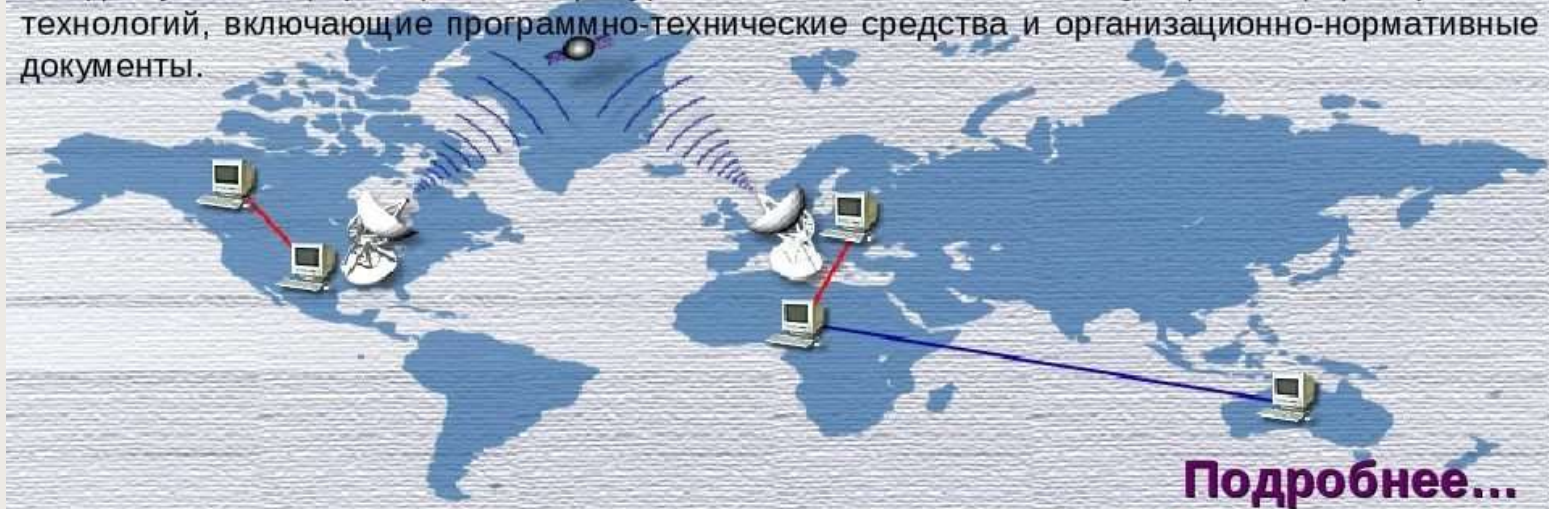 технологий, включающие программно-технические средства и организационно-нормативные
документы.
Подробнее...